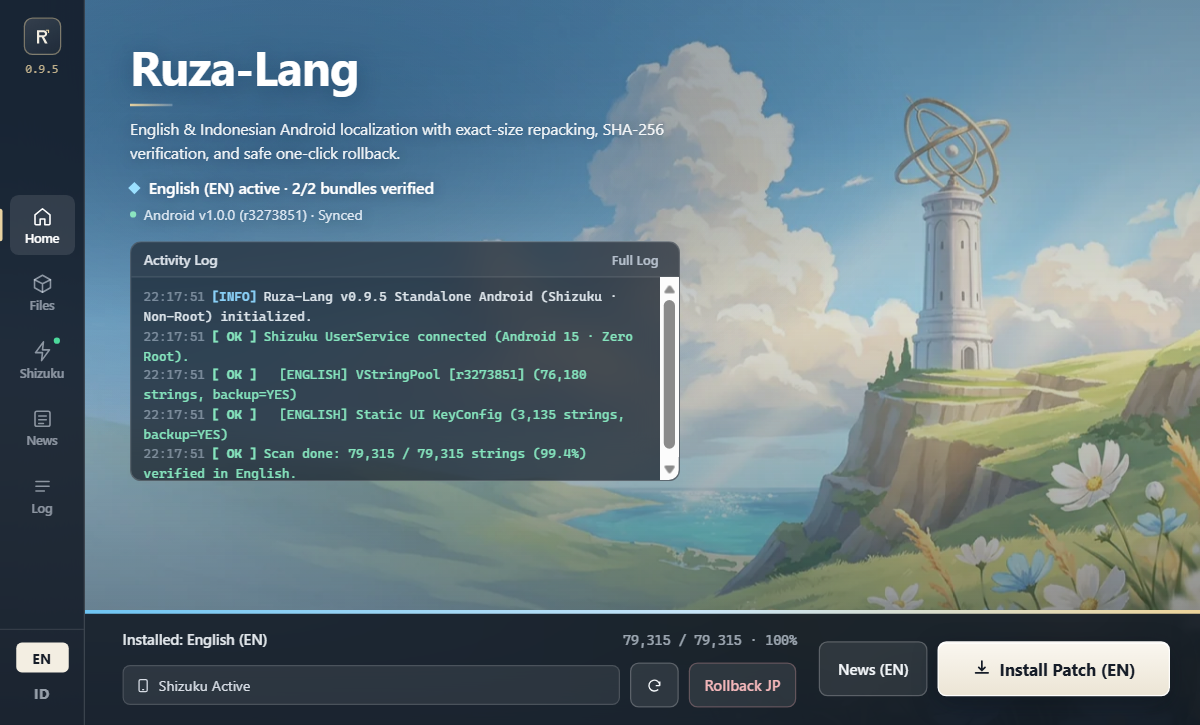 R
0.9.5
Home
Files
Shizuku
News
Log
EN
ID
Ruza-Lang
English & Indonesian Android localization with exact-size repacking, SHA-256
verification, and safe one-click rollback.
English (EN) active · 2/2 bundles verified
Android v1.0.0 (r3273851) · Synced
Activity Log
Full Log
22:17:51 [INFO] Ruza-Lang v0.9.5 Standalone Android (Shizuku ·
Non-Root) initialized.
22:17:51 [ OK ] Shizuku UserService connected (Android 15 · Zero
Root).
22:17:51 [ OK ]   [ENGLISH] VStringPool [r3273851] (76,180
strings, backup=YES)
22:17:51 [ OK ]   [ENGLISH] Static UI KeyConfig (3,135 strings,
backup=YES)
22:17:51 [ OK ] Scan done: 79,315 / 79,315 strings (99.4%)
verified in English.
Installed: English (EN)
79,315 / 79,315 · 100%
Shizuku Active
Rollback JP
News (EN)
Install Patch (EN)